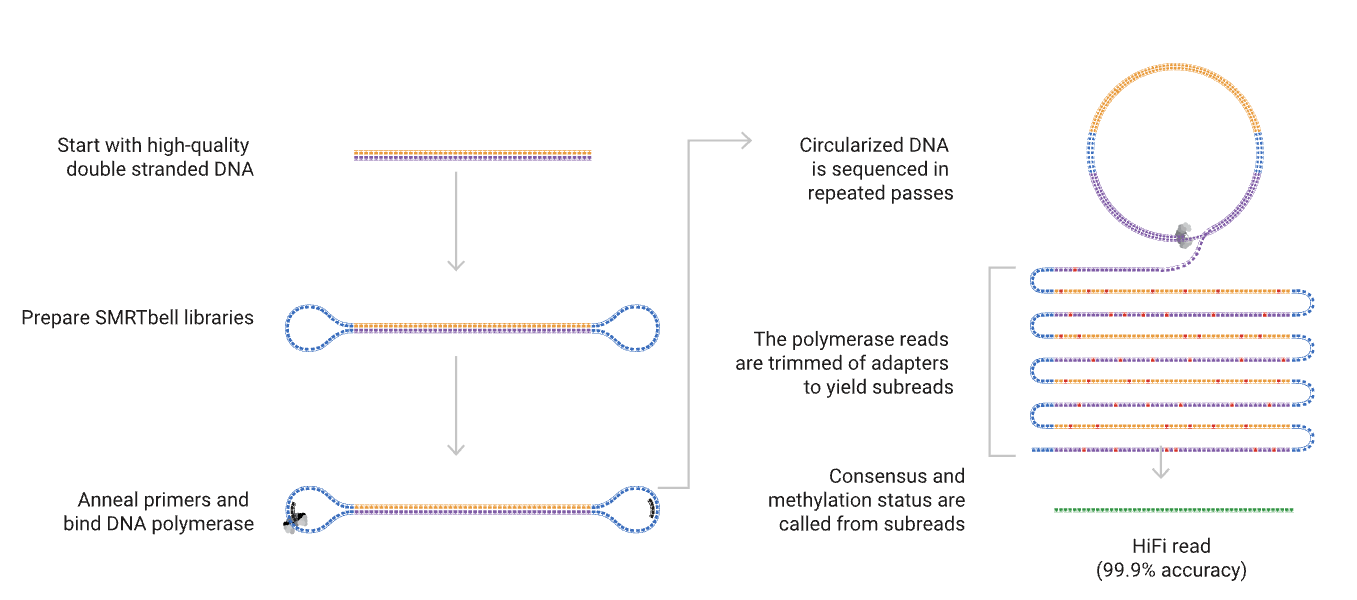 Start with high-quality
double stranded DNA
Prepare SMRTbell libraries
Anneal primers and
bind DNA polymerase
Circularized DNA
is sequenced in
repeated passes
The polymerase reads
are trimmed of adapters
to yield subreads
Consensus and
methylation status are
called from subreads
HiFi read
(99.9% accuracy)